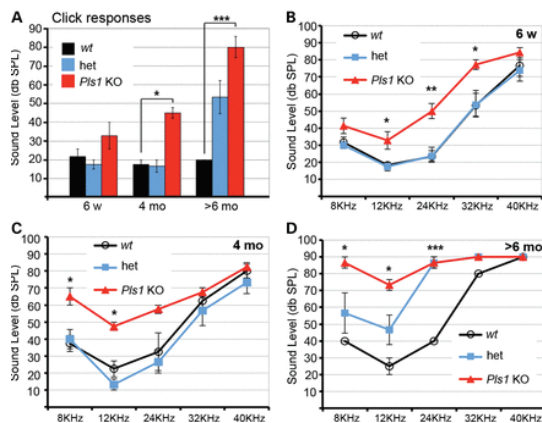 A Click responses
90
80
70
60
50
40
30
20
10
0
Sound Level (db SPL)
wt
het
Pls1 KO
*
***
6 w
4 mo
>6 mo
B
6 w
100
90
80
70
60
50
40
30
20
10
0
Sound Level (db SPL)
wt
het
Pls1 KO
*
**
*
8KHz 12KHz 24KHz 32KHz 40KHz
C
4 mo
100
90
80
70
60
50
40
30
20
10
0
Sound Level (db SPL)
wt
het
Pls1 KO
*
*
8KHz 12KHz 24KHz 32KHz 40KHz
D
>6 mo
100
90
80
70
60
50
40
30
20
10
0
Sound Level (db SPL)
*
*
***
wt
het
Pls1 KO
8KHz 12KHz 24KHz 32KHz 40KHz